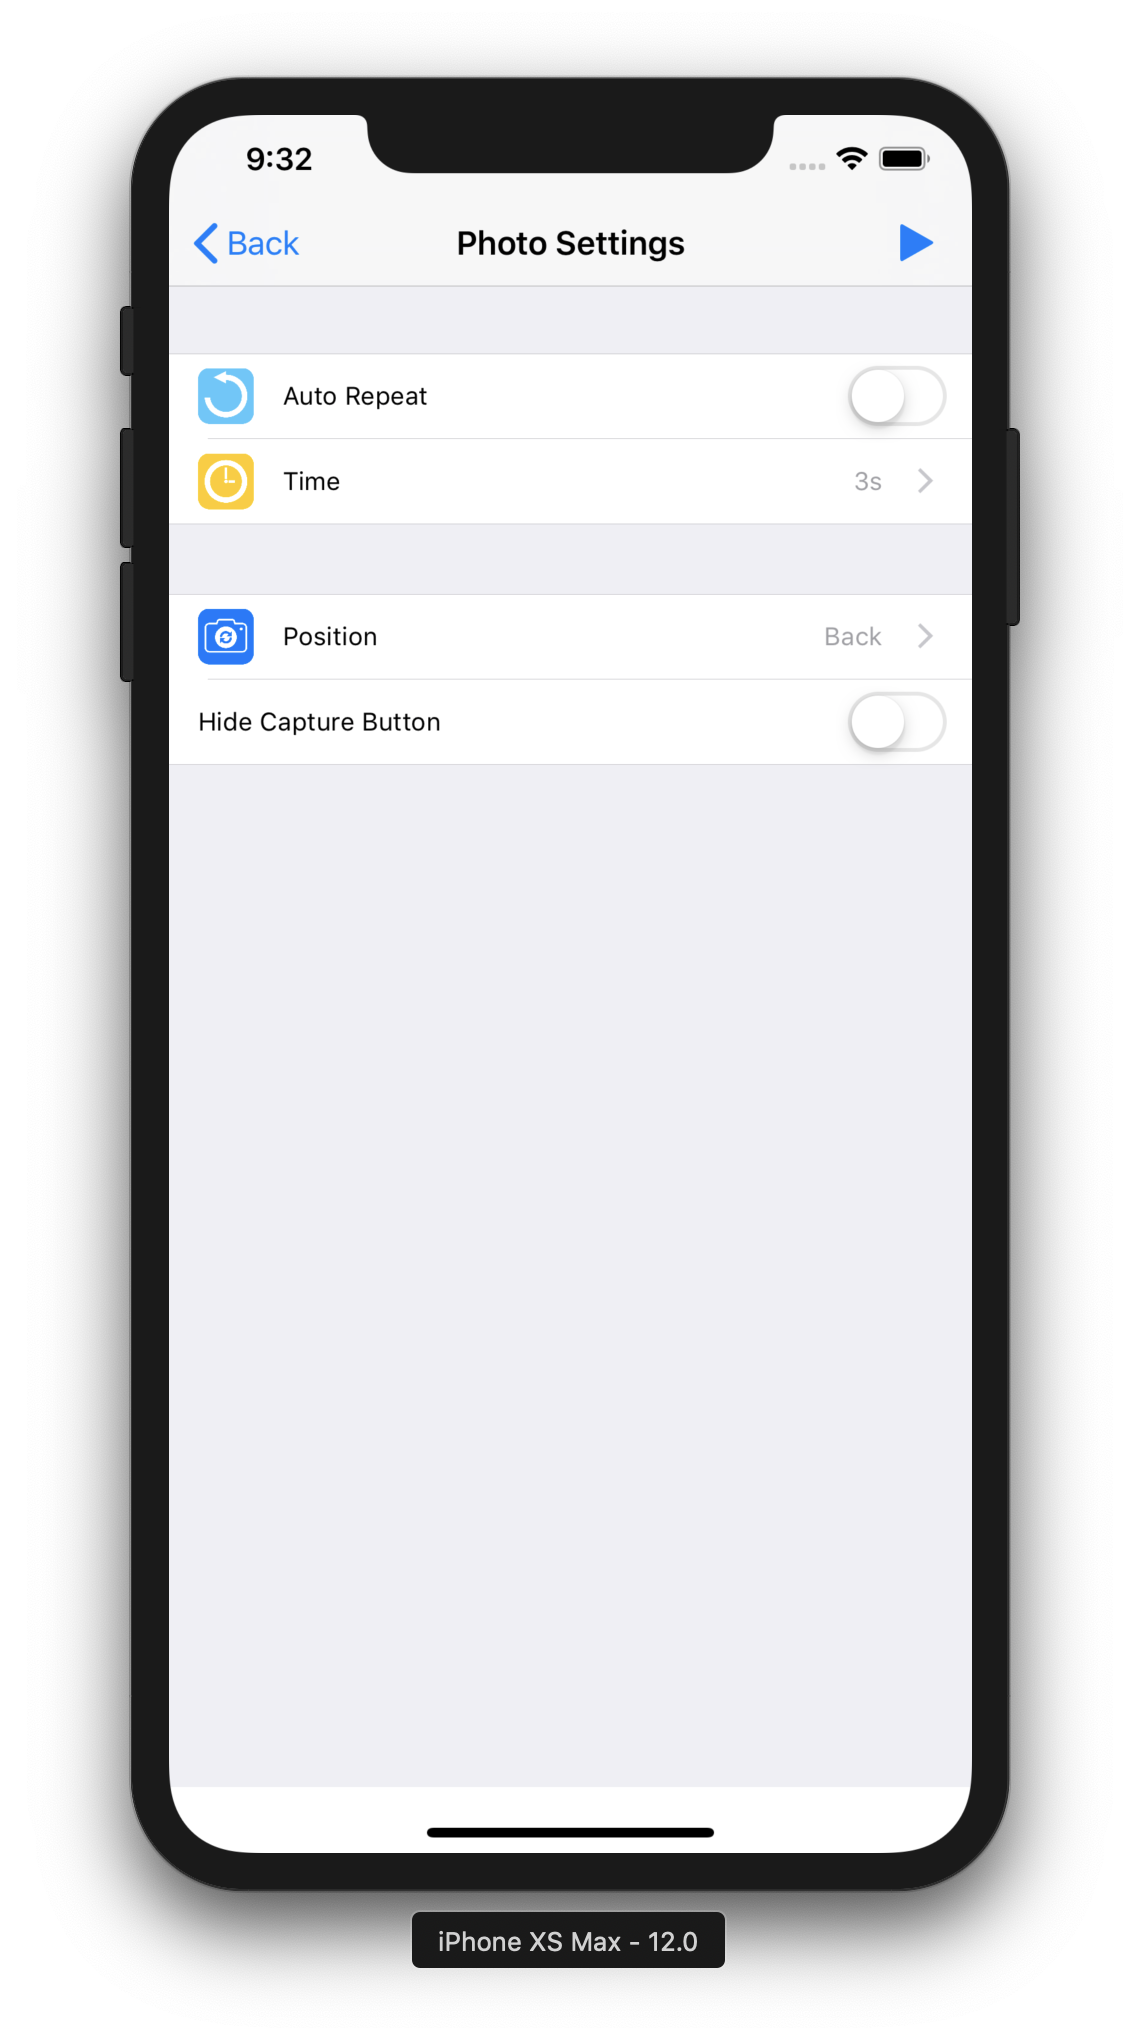 9:32
Back
Photo Settings
Auto Repeat
Time
3s
Position
Back
Hide Capture Button
iPhone XS Max - 12.0